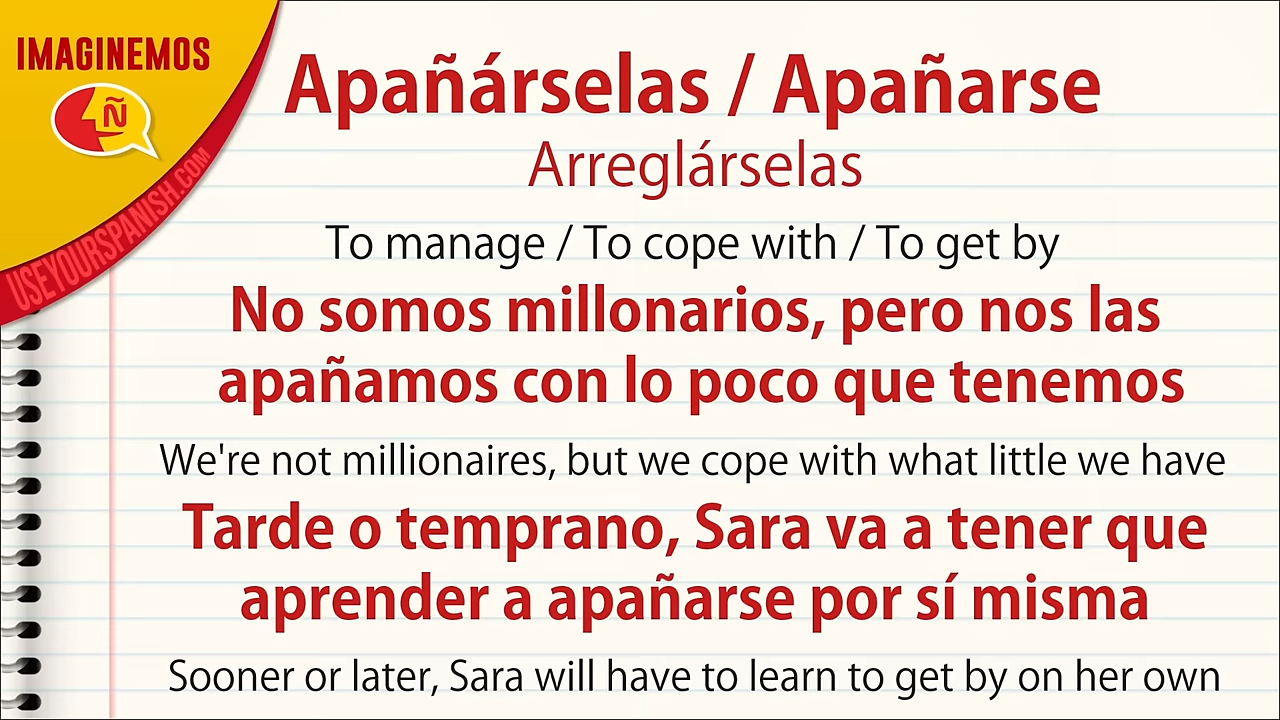 IMAGINEMOS
Ñ
USEYOURSPANISH.COM
Apañárselas / Apañarse
Arreglárselas
To manage / To cope with / To get by
No somos millonarios, pero nos las
apañamos con lo poco que tenemos
We're not millionaires, but we cope with what little we have
Tarde o temprano, Sara va a tener que
aprender a apañarse por sí misma
Sooner or later, Sara will have to learn to get by on her own